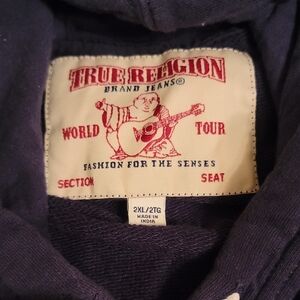 TRUE RELIGION
BRAND JEANS®
WORLD TOUR
FASHION FOR THE SENSES
SECTION SEAT
2XL/2TG
MADE IN
INDIA